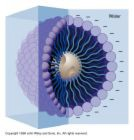 Water
Copyright 1999 John Wiley and Sons, Inc. All rights reserved.